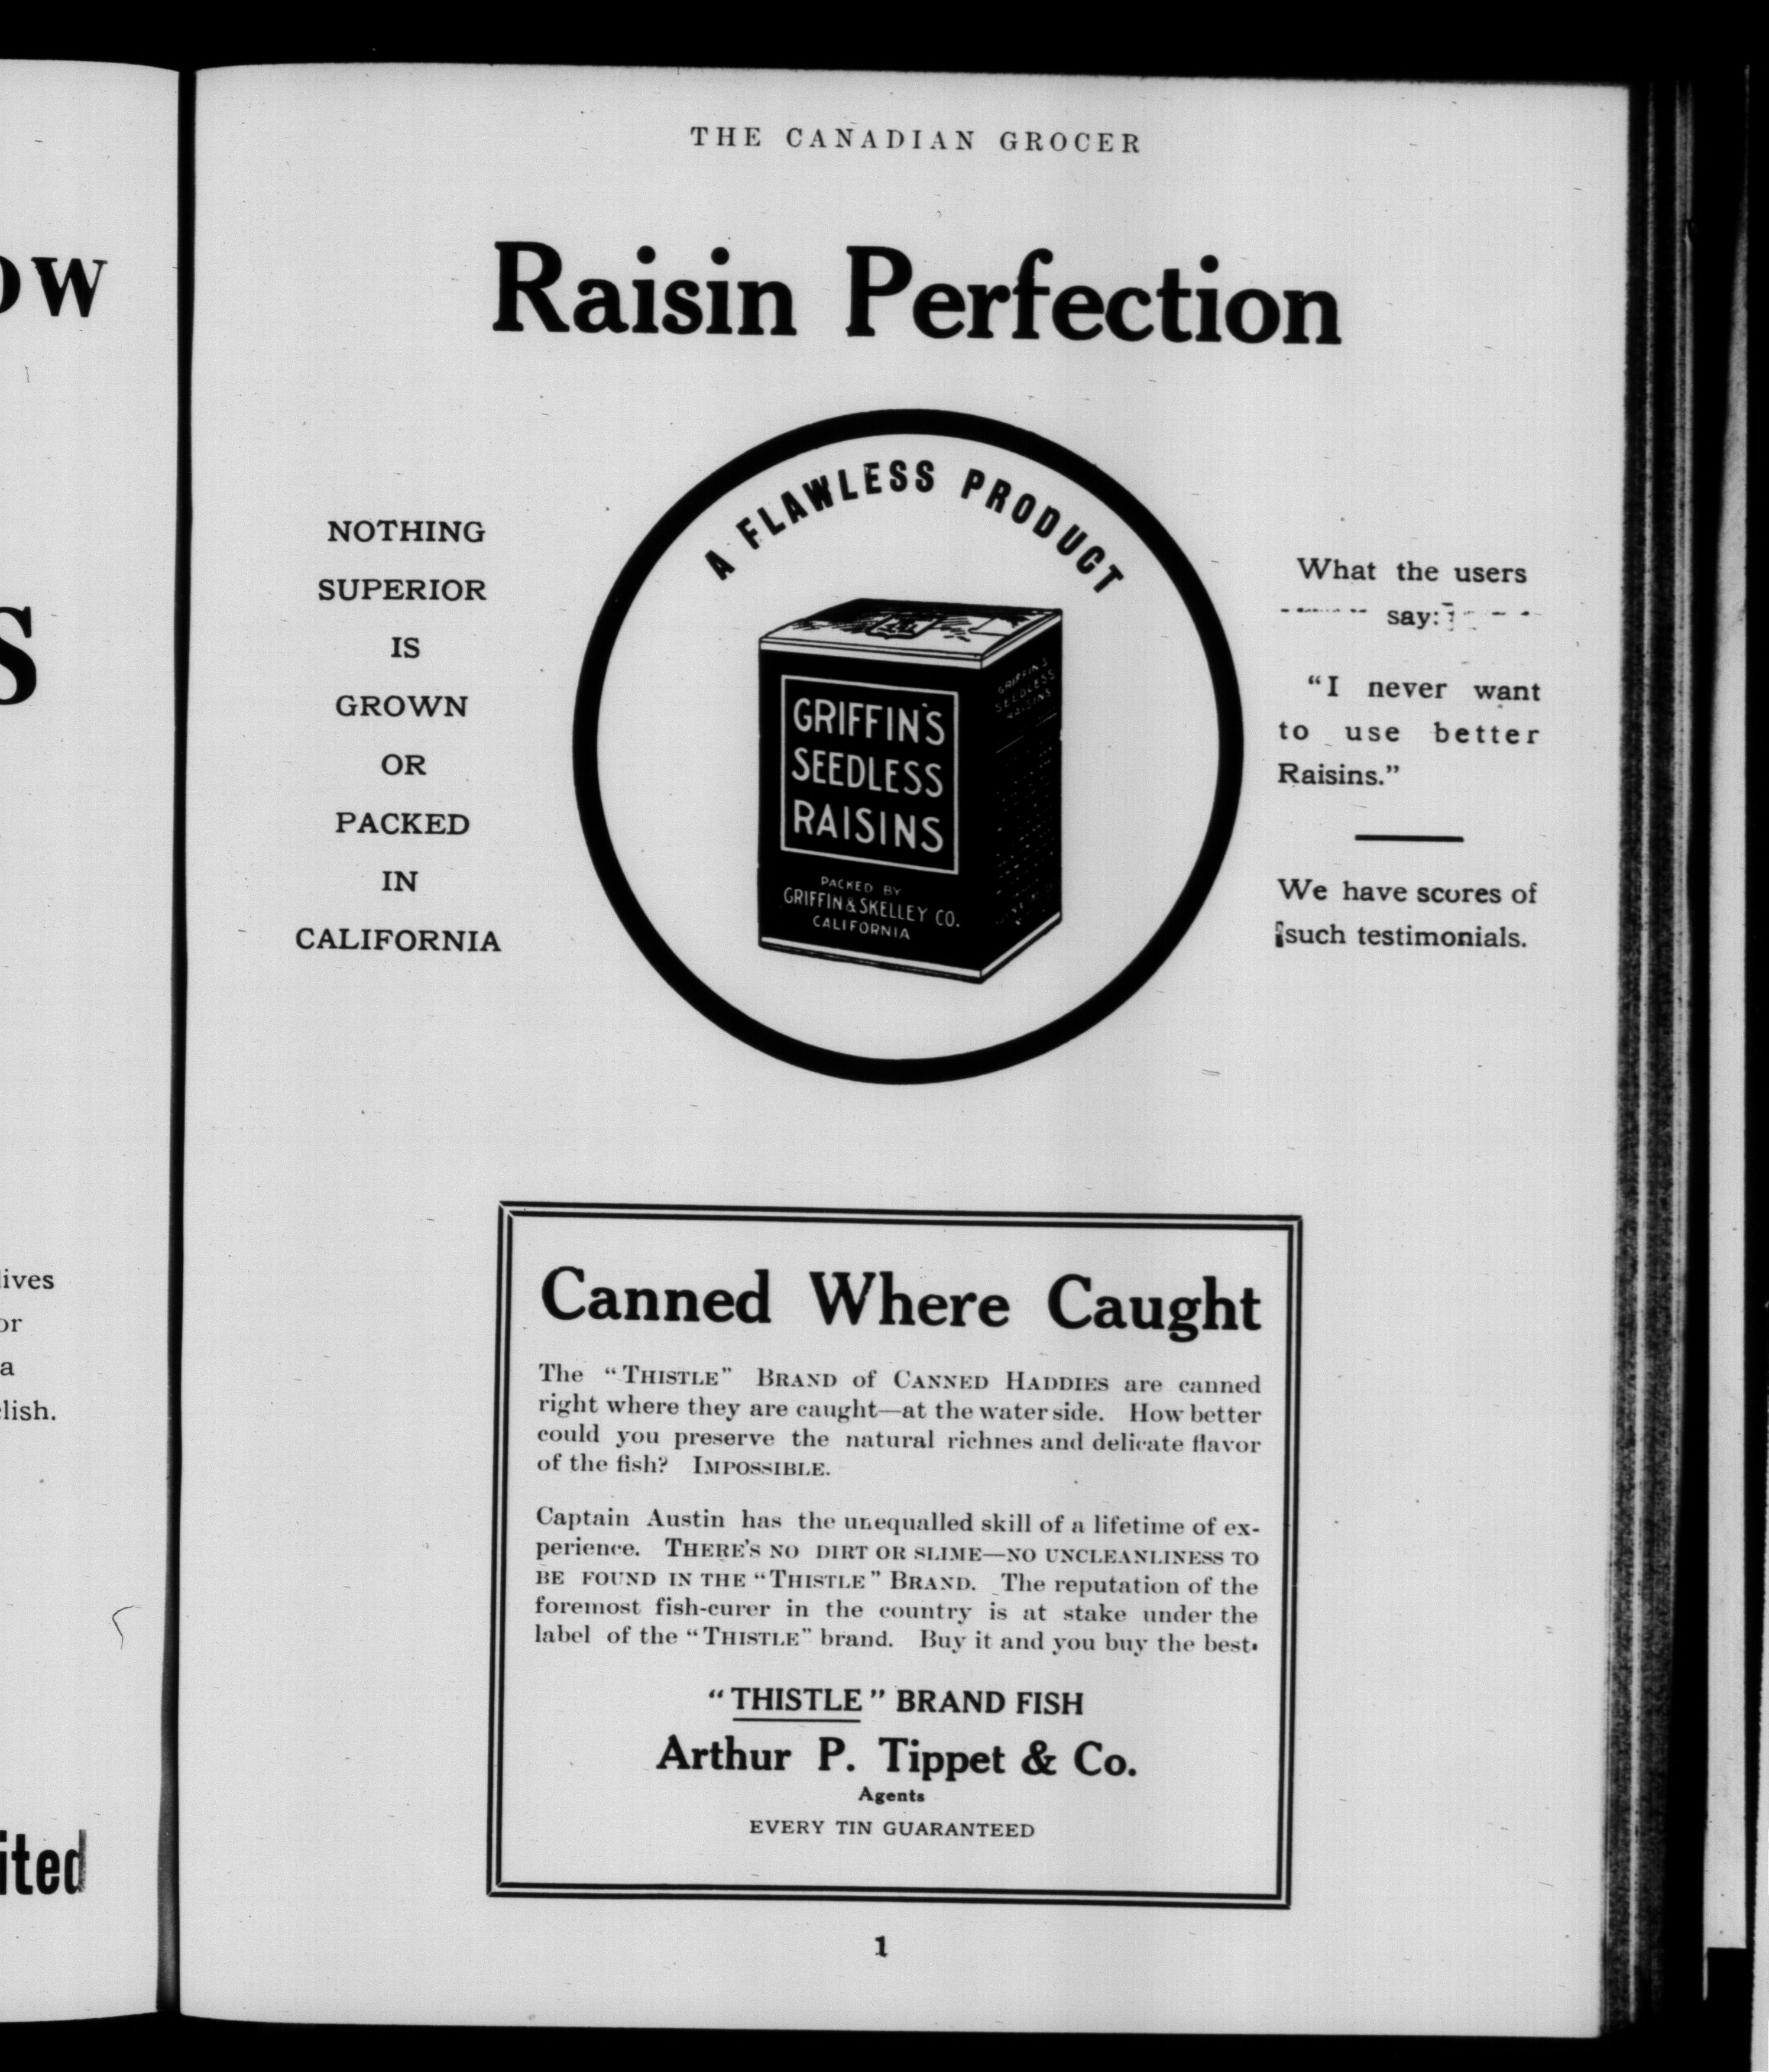 THE CANADIAN GROCER
Raisin Perfection
NOTHING
SUPERIOR
IS
GROWN
OR
PACKED
IN
CALIFORNIA
A FLAWLESS PRODUCT
GRIFFIN'S
SEEDLESS
RAISINS
PACKED BY
GRIFFIN & SKELLEY CO.
CALIFORNIA
GRIFFIN'S
SEEDLESS
RAISINS
What the users
say:
"I never want
to use better
Raisins."
We have scores of
such testimonials.
Canned Where Caught
The "THISTLE" BRAND of CANNED HADDIES are canned
right where they are caught—at the water side. How better
could you preserve the natural richnes and delicate flavor
of the fish? IMPOSSIBLE.
Captain Austin has the unequalled skill of a lifetime of ex-
perience. THERE'S NO DIRT OR SLIME—NO UNCLEANLINESS TO
BE FOUND IN THE "THISTLE" BRAND. The reputation of the
foremost fish-curer in the country is at stake under the
label of the "THISTLE" brand. Buy it and you buy the best.
"THISTLE" BRAND FISH
Arthur P. Tippet & Co.
Agents
EVERY TIN GUARANTEED
1
or
a